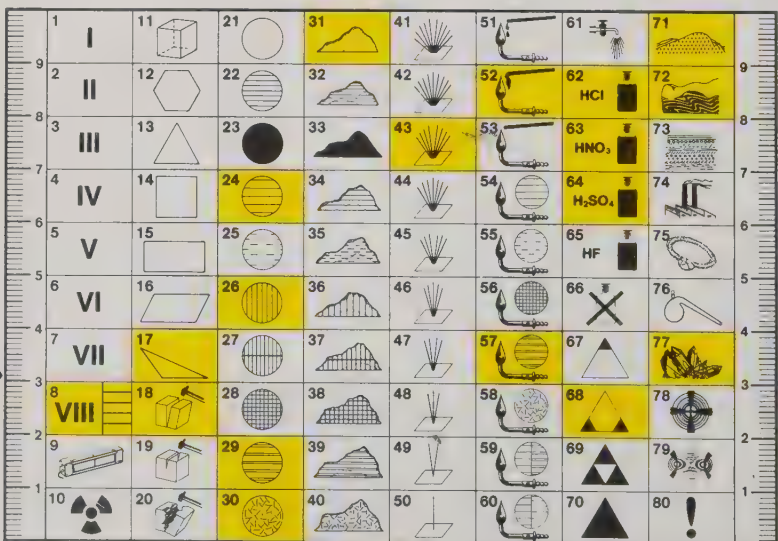 1 I 11 21 31 41 51 61 71
9 9
2 II 12 22 32 42 52 62 HCl 72
8 8
3 III 13 23 33 43 53 63 HNO₃ 73
7 7
4 IV 14 24 34 44 54 64 H₂SO₄ 74
6 6
5 V 15 25 35 45 55 65 HF 75
5 5
6 VI 16 26 36 46 56 66 76
4 4
7 VII 17 27 37 47 57 67 77
3 3
8 VIII 18 28 38 48 58 68 78
2 2
9 19 29 39 49 59 69 79
1 1
10 20 30 40 50 60 70 80 !